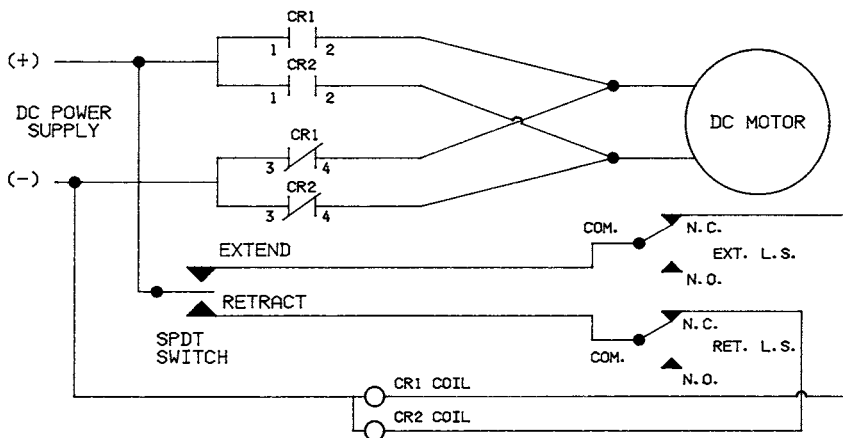 CR1
1 2
(+)
CR2
1 2
DC POWER
SUPPLY
DC MOTOR
CR1
3 4
(-)
CR2
3 4
COM.
N.C.
EXTEND
EXT. L.S.
N.O.
RETRACT
N.C.
SPDT
SWITCH
COM.
RET. L.S.
N.O.
CR1 COIL
CR2 COIL